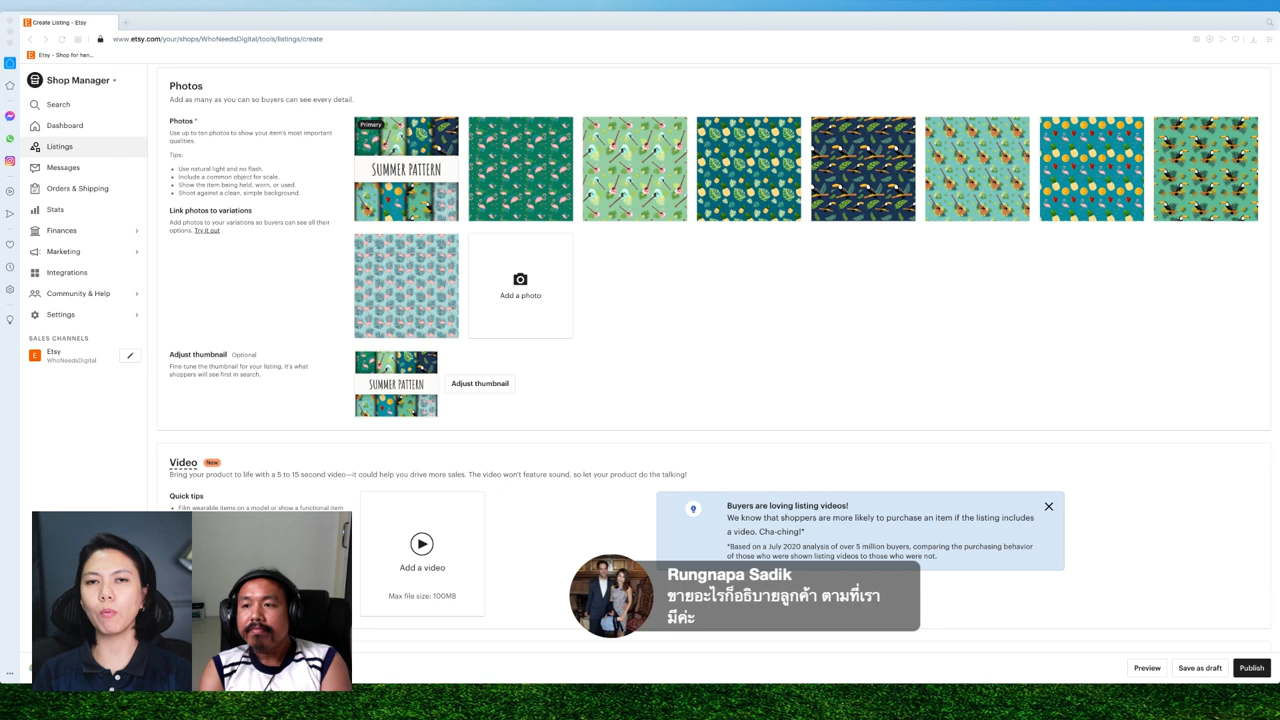 Create Listing - Etsy
www.etsy.com/your/shops/WhoNeedsDigital/tools/listings/create
Etsy - Shop for han...
Shop Manager
Search
Dashboard
Listings
Messages
Orders & Shipping
Stats
Finances
Marketing
Integrations
Community & Help
Settings
SALES CHANNELS
Etsy
WhoNeedsDigital
Photos
Add as many as you can so buyers can see every detail.
Photos *
Use up to ten photos to show your item's most important
qualities.
Tips:
• Use natural light and no flash.
• Include a common object for scale.
• Show the item being held, worn, or used.
• Shoot against a clean, simple background.
Link photos to variations
Add photos to your variations so buyers can see all their
options. Try it out
Primary
SUMMER PATTERN
Add a photo
Adjust thumbnail Optional
Fine-tune the thumbnail for your listing. It's what
shoppers will see first in search.
SUMMER PATTERN
Adjust thumbnail
Video New
Bring your product to life with a 5 to 15 second video—it could help you drive more sales. The video won't feature sound, so let your product do the talking!
Quick tips
• Film wearable items on a model or show a functional item
Add a video
Max file size: 100MB
Buyers are loving listing videos!
We know that shoppers are more likely to purchase an item if the listing includes
a video. Cha-ching!*
*Based on a July 2020 analysis of over 5 million buyers, comparing the purchasing behavior
of those who were shown listing videos to those who were not.
Rungnapa Sadik
ขายอะไรก็อธิบายลูกค้า ตามที่เรา
มีค่ะ
Preview
Save as draft
Publish